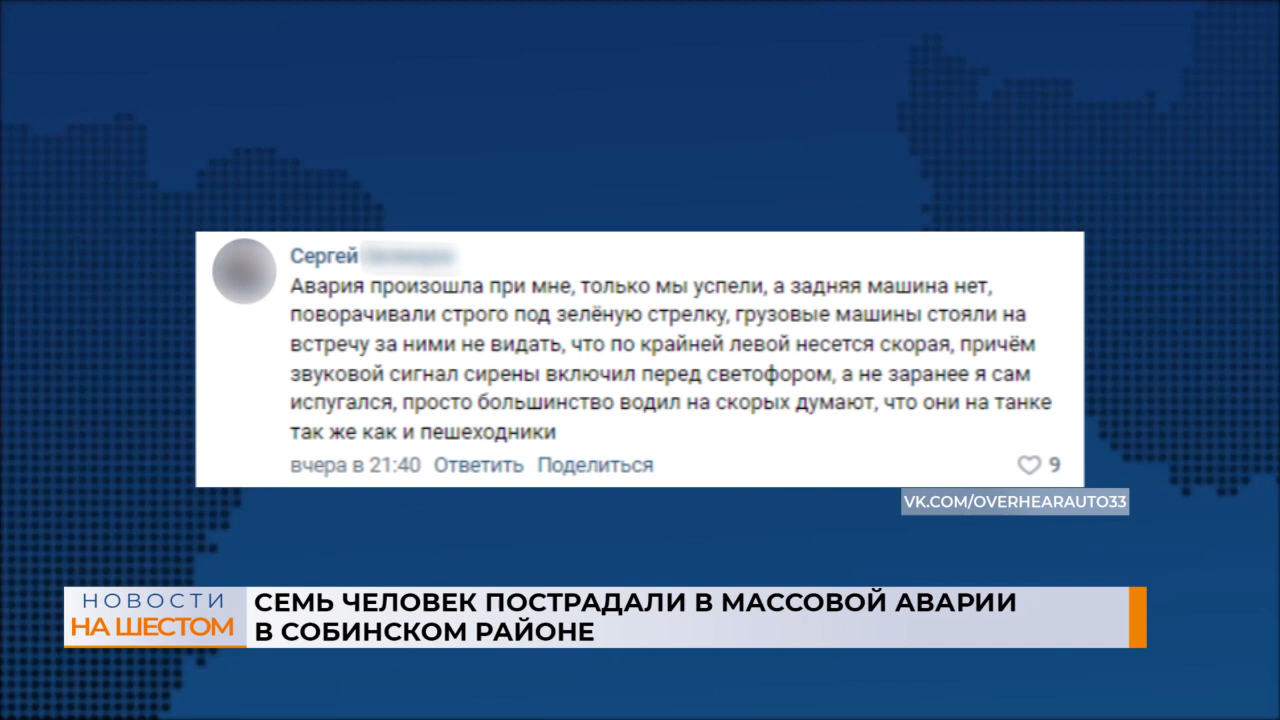 Сергей
Авария произошла при мне, только мы успели, а задняя машина нет,
поворачивали строго под зелёную стрелку, грузовые машины стояли на
встречу за ними не видать, что по крайней левой несется скорая, причём
звуковой сигнал сирены включил перед светофором, а не заранее я сам
испугался, просто большинство водил на скорых думают, что они на танке
так же как и пешеходники
вчера в 21:40 Ответить Поделиться 9
VK.COM/OVERHEARAUTO33
НОВОСТИ
НА ШЕСТОМ
СЕМЬ ЧЕЛОВЕК ПОСТРАДАЛИ В МАССОВОЙ АВАРИИ
В СОБИНСКОМ РАЙОНЕ